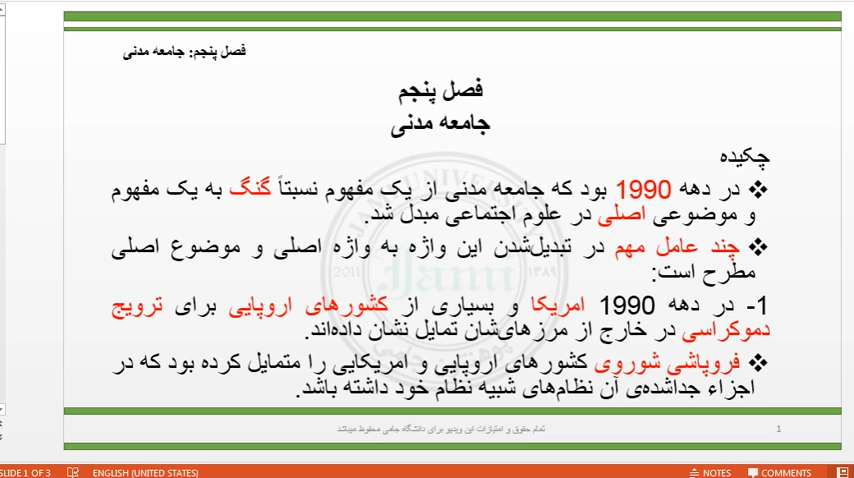 فصل پنجم: جامعه مدنی
فصل پنجم
جامعه مدنی
چکیده
❖ در دهه 1990 بود که جامعه مدنی از یک مفهوم نسبتاً گنگ به یک مفهوم
و موضوعی اصلی در علوم اجتماعی مبدل شد.
❖ چند عامل مهم در تبدیل‌شدن این واژه به واژه اصلی و موضوع اصلی
مطرح است:
1- در دهه 1990 امریکا و بسیاری از کشورهای اروپایی برای ترویج
دموکراسی در خارج از مرزهای‌شان تمایل نشان داده‌اند.
❖ فروپاشی شوروی کشورهای اروپایی و امریکایی را متمایل کرده بود که در
اجزاء جداشده‌ی آن نظام‌های شبیه نظام خود داشته باشد.
JAMI UNIVERSITY
2011 Jami ١٣٨٩
تمام حقوق و امتیازات این ویدیو برای دانشگاه جامی محفوظ میباشد
1
SLIDE 1 OF 3 ENGLISH (UNITED STATES) NOTES COMMENTS